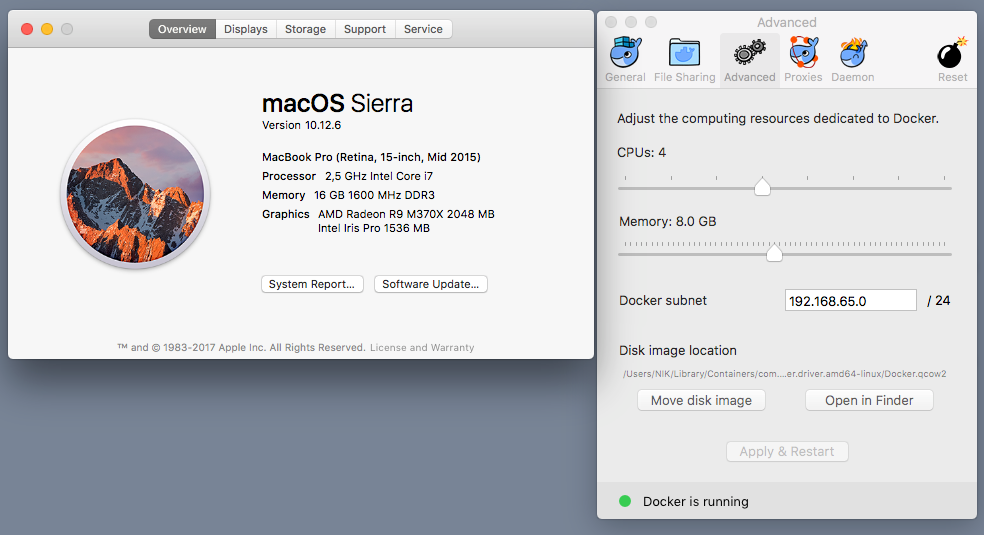 Overview Displays Storage Support Service
macOS Sierra
Version 10.12.6
MacBook Pro (Retina, 15-inch, Mid 2015)
Processor 2,5 GHz Intel Core i7
Memory 16 GB 1600 MHz DDR3
Graphics AMD Radeon R9 M370X 2048 MB
Intel Iris Pro 1536 MB
System Report... Software Update...
™ and © 1983-2017 Apple Inc. All Rights Reserved. License and Warranty
Advanced
General File Sharing Advanced Proxies Daemon Reset
Adjust the computing resources dedicated to Docker.
CPUs: 4
Memory: 8.0 GB
Docker subnet 192.168.65.0 / 24
Disk image location
/Users/NIK/Library/Containers/com....er.driver.amd64-linux/Docker.qcow2
Move disk image Open in Finder
Apply & Restart
Docker is running